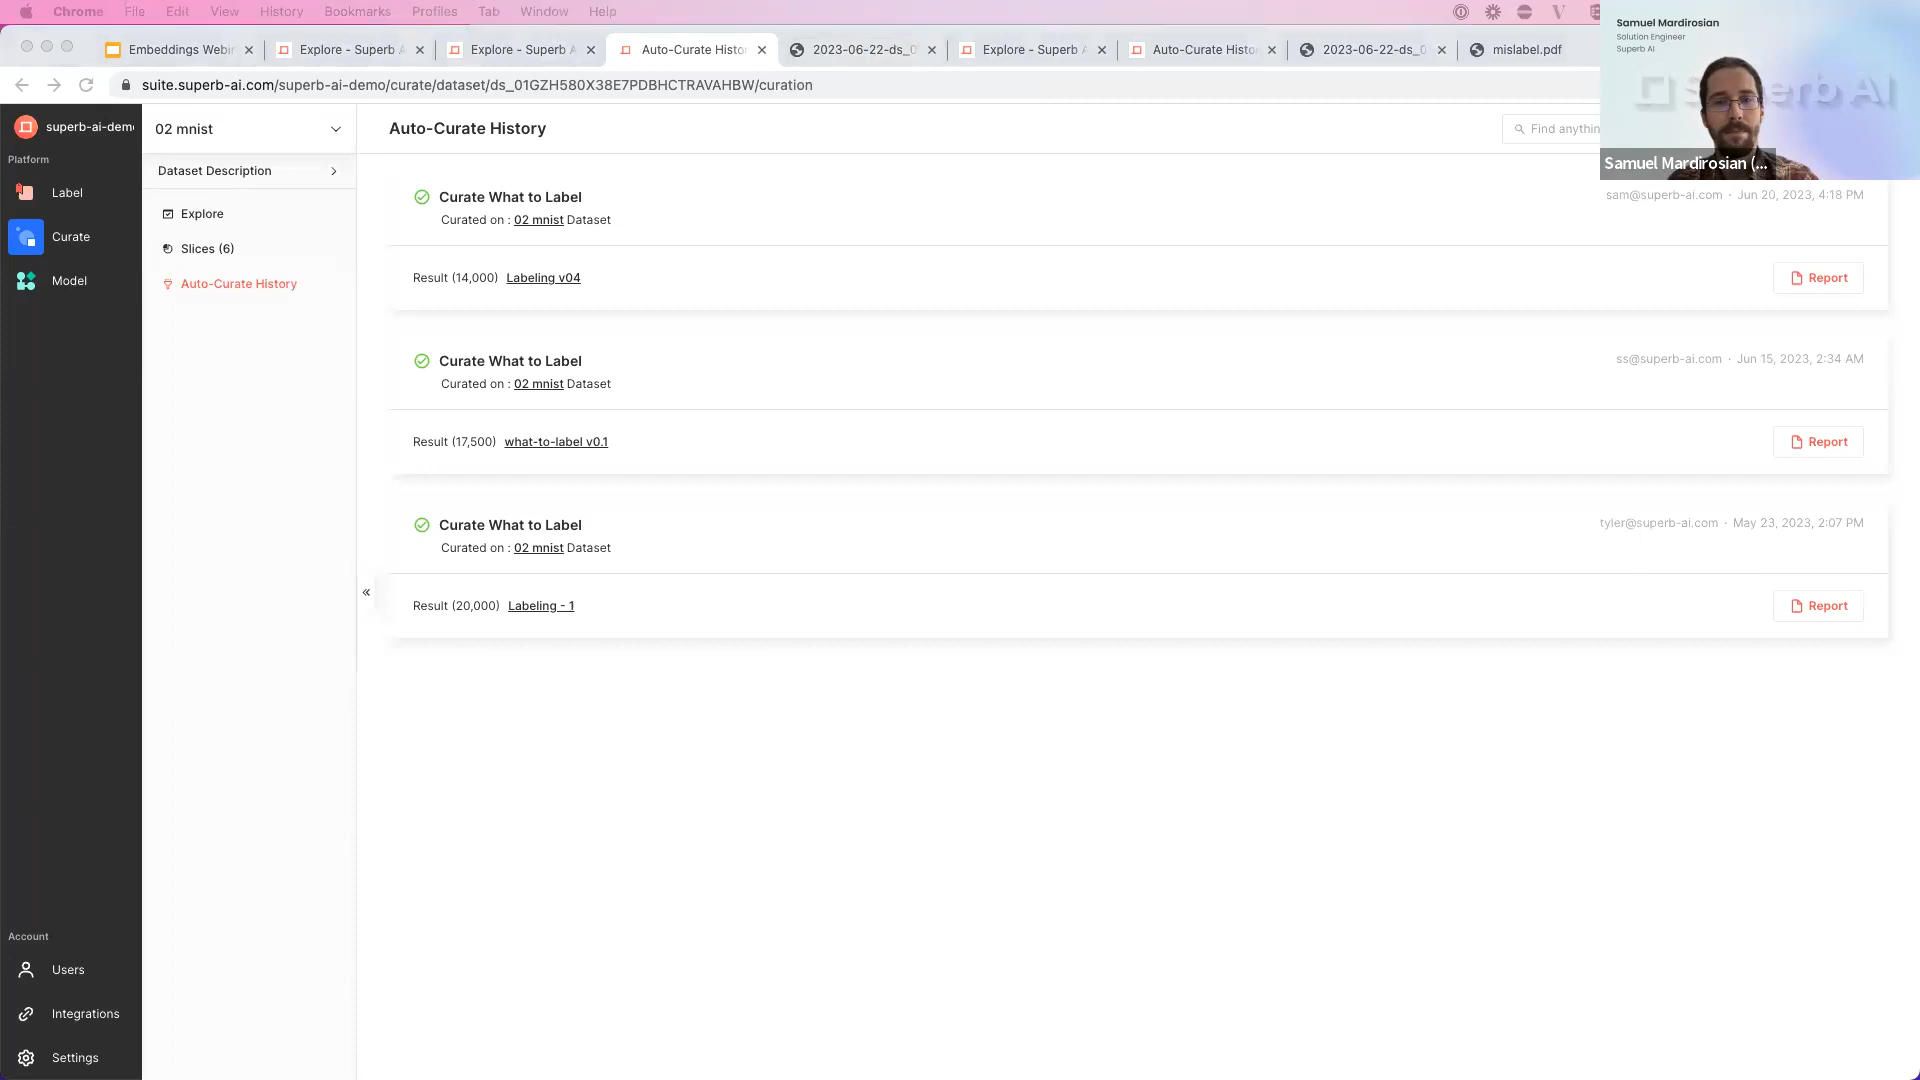 Chrome File Edit View History Bookmarks Profiles Tab Window Help
Embeddings Webin Explore - Superb A Explore - Superb A Auto-Curate Histor 2023-06-22-ds_0 Explore - Superb A Auto-Curate Histo 2023-06-22-ds_0 mislabel.pdf
suite.superb-ai.com/superb-ai-demo/curate/dataset/ds_01GZH580X38E7PDBHCTRAVAHBW/curation
Samuel Mardirosian
Solution Engineer
Superb AI
Superb AI
Samuel Mardirosian (...
superb-ai-demo
Platform
Label
Curate
Model
Account
Users
Integrations
Settings
02 mnist
Dataset Description
Explore
Slices (6)
Auto-Curate History
Auto-Curate History
Find anythin
Curate What to Label
sam@superb-ai.com · Jun 20, 2023, 4:18 PM
Curated on : 02 mnist Dataset
Result (14,000) Labeling v04
Report
Curate What to Label
ss@superb-ai.com · Jun 15, 2023, 2:34 AM
Curated on : 02 mnist Dataset
Result (17,500) what-to-label v0.1
Report
Curate What to Label
tyler@superb-ai.com · May 23, 2023, 2:07 PM
Curated on : 02 mnist Dataset
Result (20,000) Labeling - 1
Report